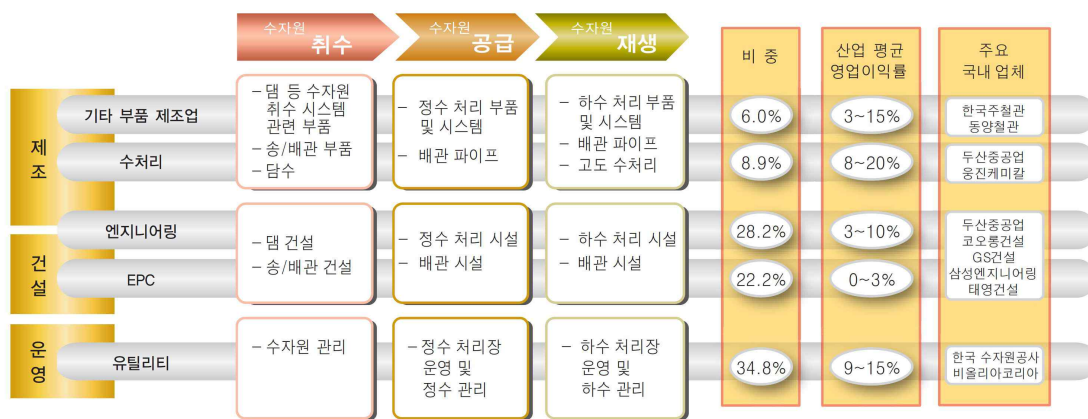 수자원
취수
수자원
공급
수자원
재생
비 중
산업 평균
영업이익률
주요
국내 업체
제조
기타 부품 제조업
- 댐 등 수자원
취수 시스템
관련 부품
- 송/배관 부품
- 담수
- 정수 처리 부품
및 시스템
- 배관 파이프
- 하수 처리 부품
및 시스템
- 배관 파이프
- 고도 수처리
6.0%
3~15%
한국주철관
동양철관
수처리
8.9%
8~20%
두산중공업
웅진케미칼
건설
엔지니어링
- 댐 건설
- 송/배관 건설
- 정수 처리 시설
- 배관 시설
- 하수 처리 시설
- 배관 시설
28.2%
3~10%
두산중공업
코오롱건설
GS건설
삼성엔지니어링
태영건설
EPC
22.2%
0~3%
운영
유틸리티
- 수자원 관리
- 정수 처리장
운영 및
정수 관리
- 하수 처리장
운영 및
하수 관리
34.8%
9~15%
한국 수자원공사
비올리아코리아